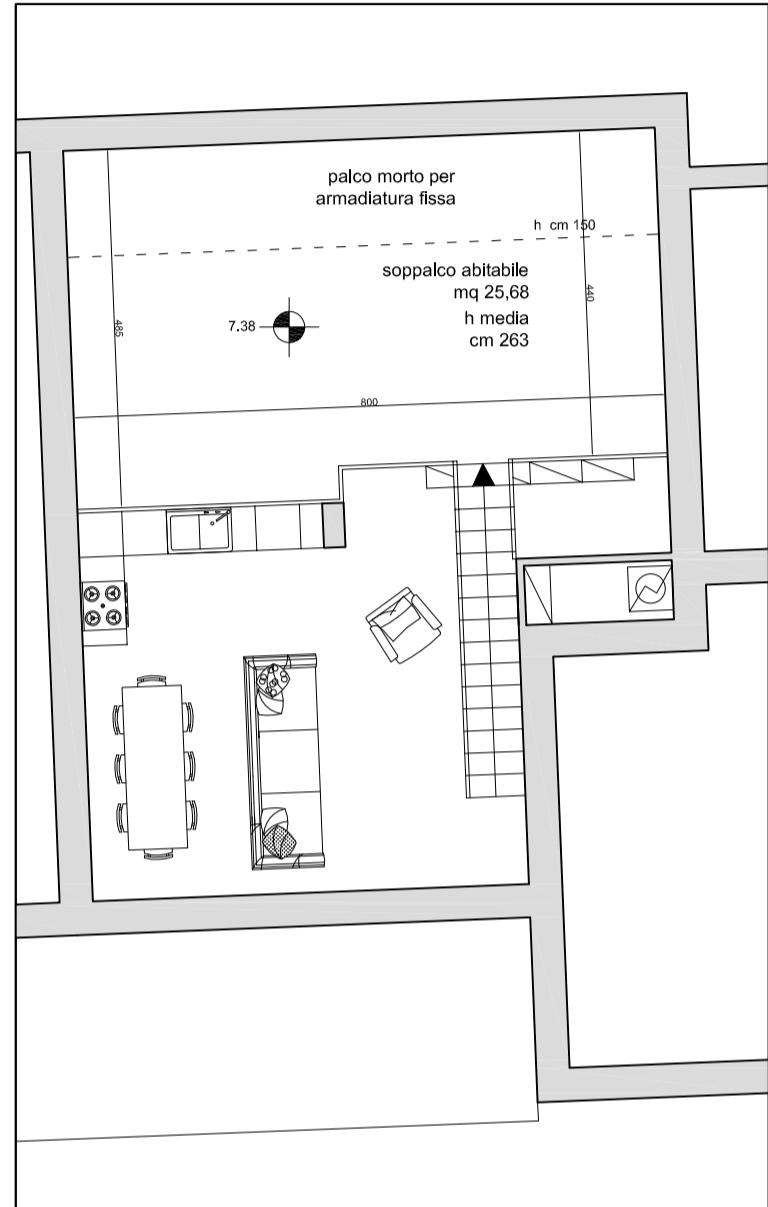 palco morto per
armadiatura fissa
h cm 150
soppalco abitabile
mq 25,68
h media
cm 263
440
485
7.38
800